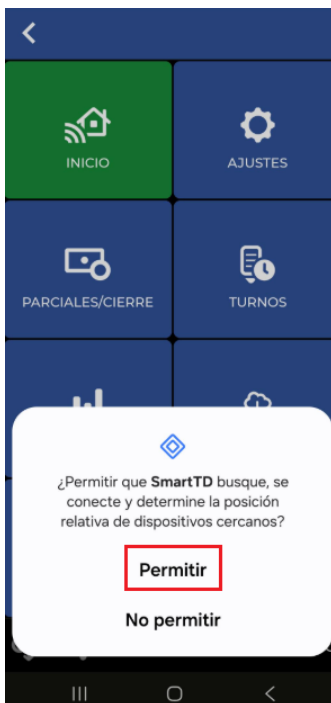 INICIO
AJUSTES
PARCIALES/CIERRE
TURNOS
¿Permitir que SmartTD busque, se
conecte y determine la posición
relativa de dispositivos cercanos?
Permitir
No permitir